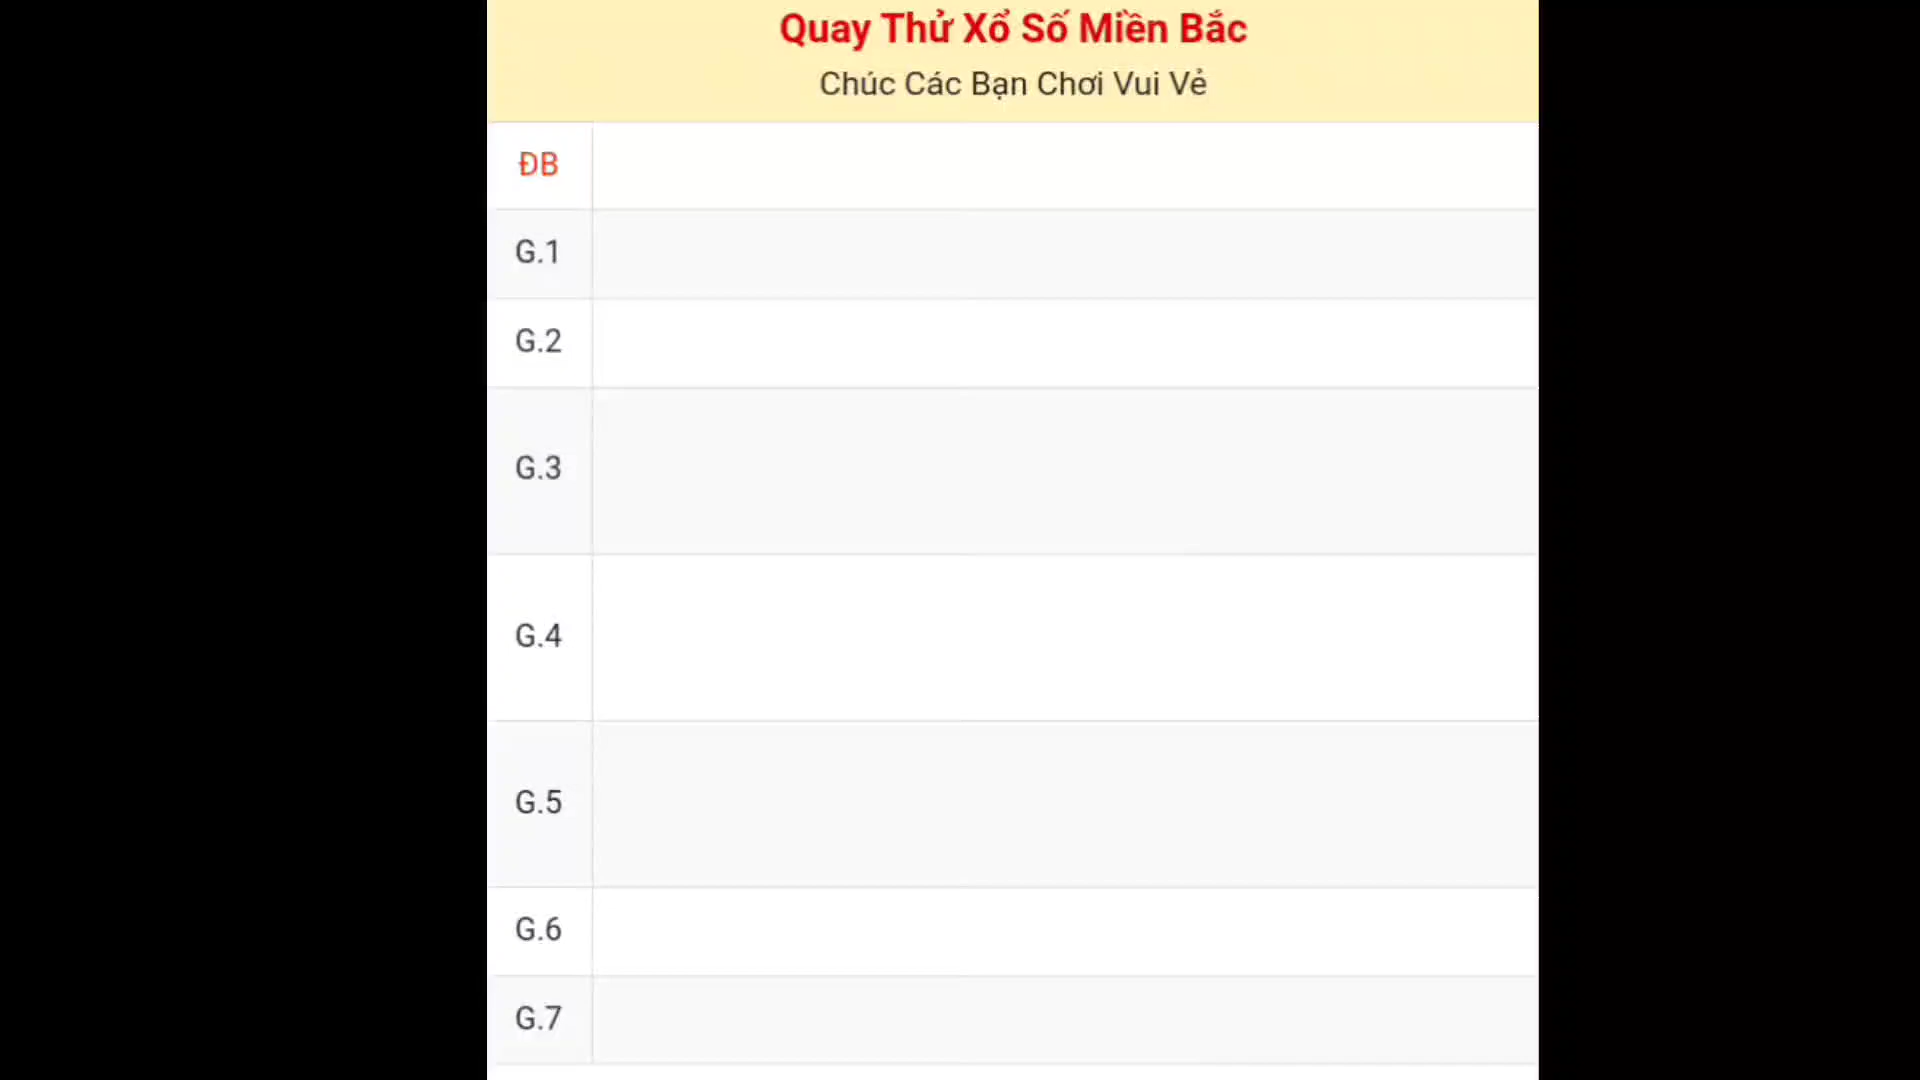 Quay Thử Xổ Số Miền Bắc
Chúc Các Bạn Chơi Vui Vẻ
ĐB
G.1
G.2
G.3
G.4
G.5
G.6
G.7